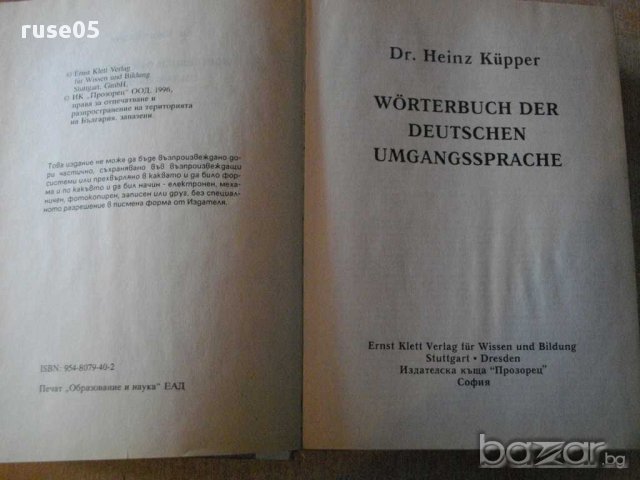 ruse05
© Ernst Klett Verlag
für Wissen und Bildung
Stuttgart, GmbH,
© ИК „Прозорец" ООД, 1996,
права за отпечатване и
разпространение на територията
на България. запазени.
Това издание не може да бъде възпроизвеждано до-
ри частично, съхранявано във възпроизвеждащи
системи или прехвърляно в каквато и да било фор-
ма и по какъвто и да бил начин - електронен, меха-
ничен, фотокопирен, записен или друг, без специал-
ното разрешение в писмена форма от Издателя.
ISBN: 954-8079-40-2
Печат „Образование и наука" ЕАД
Dr. Heinz Küpper
WÖRTERBUCH DER
DEUTSCHEN
UMGANGSSPRACHE
Ernst Klett Verlag für Wissen und Bildung
Stuttgart • Dresden
Издателска къща "Прозорец"
София
bazar.bg